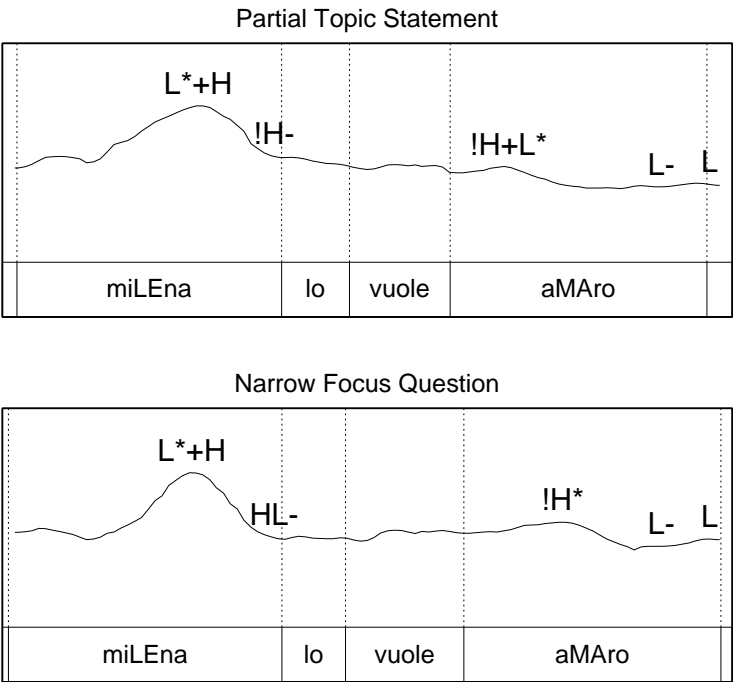 Partial Topic Statement
L*+H
!H-
!H+L*
L- L
miLEna lo vuole aMAro
Narrow Focus Question
L*+H
HL-
!H*
L- L
miLEna lo vuole aMAro